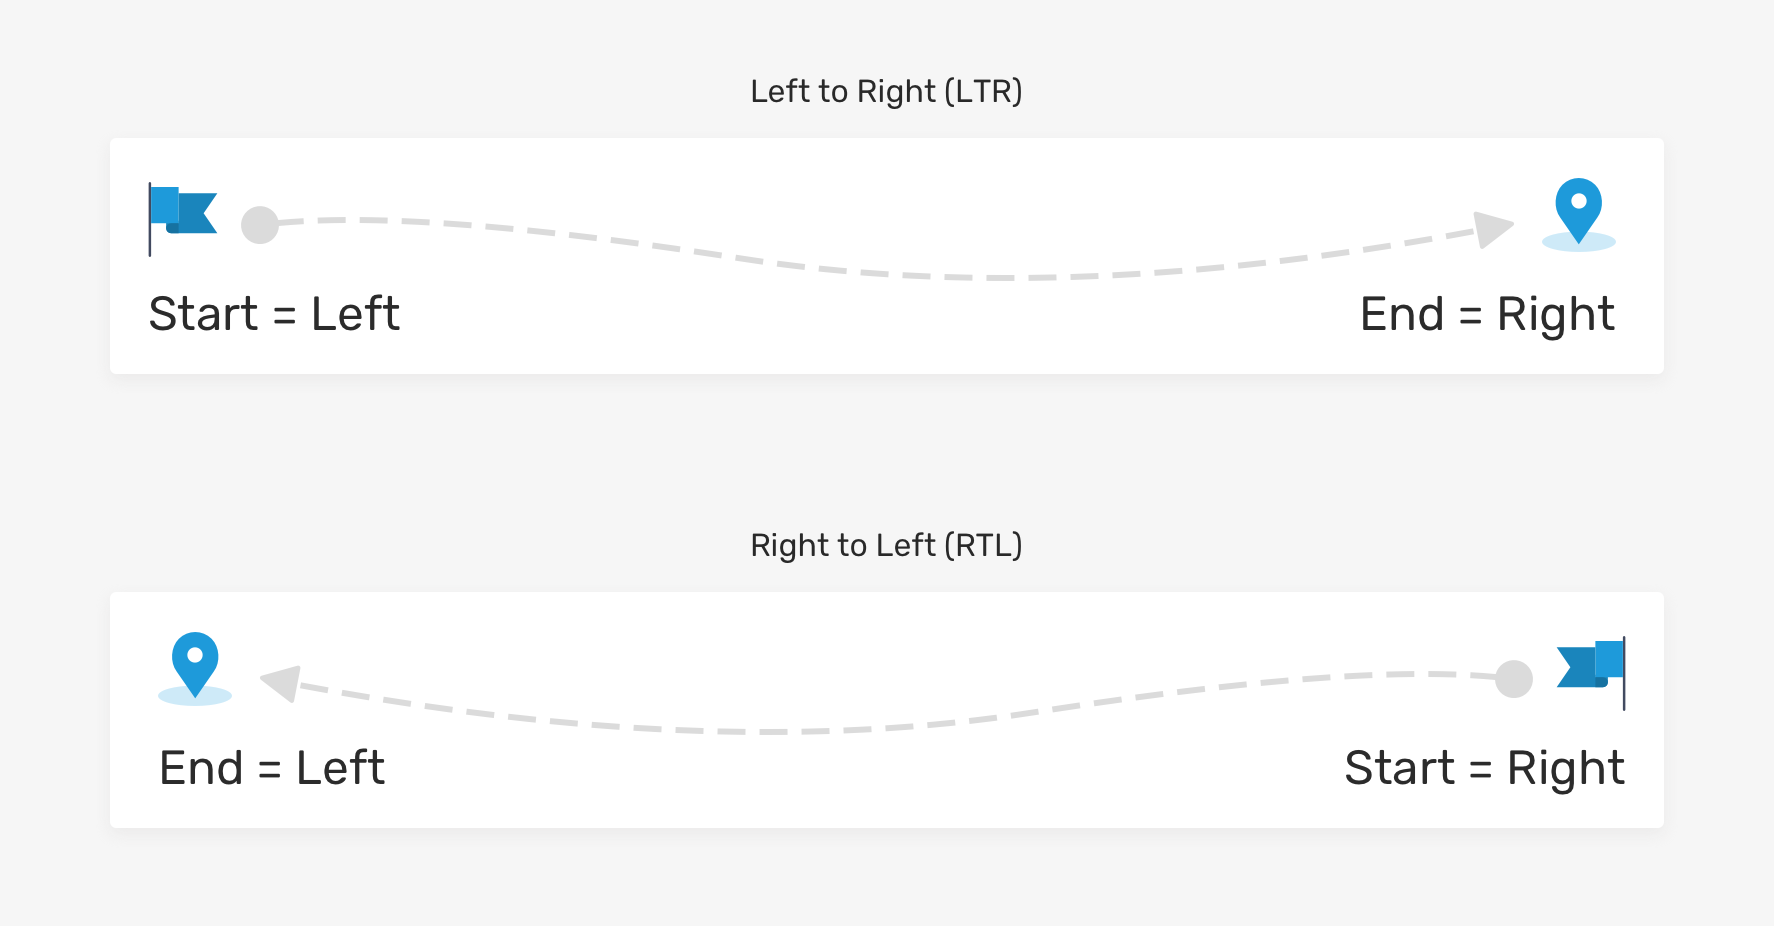 Left to Right (LTR)
Start = Left
End = Right
Right to Left (RTL)
End = Left
Start = Right